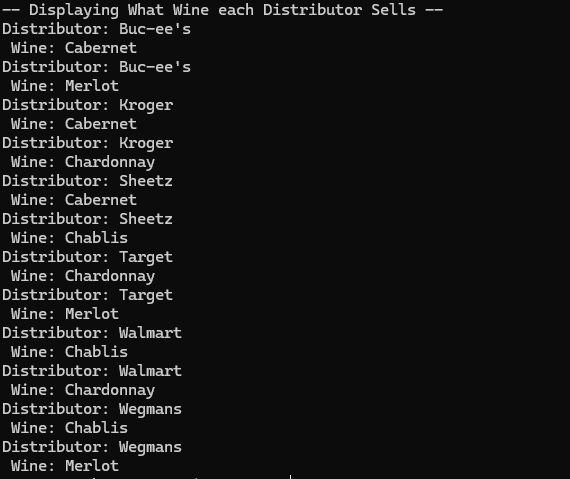 -- Displaying What Wine each Distributor Sells --
Distributor: Buc-ee's
 Wine: Cabernet
Distributor: Buc-ee's
 Wine: Merlot
Distributor: Kroger
 Wine: Cabernet
Distributor: Kroger
 Wine: Chardonnay
Distributor: Sheetz
 Wine: Cabernet
Distributor: Sheetz
 Wine: Chablis
Distributor: Target
 Wine: Chardonnay
Distributor: Target
 Wine: Merlot
Distributor: Walmart
 Wine: Chablis
Distributor: Walmart
 Wine: Chardonnay
Distributor: Wegmans
 Wine: Chablis
Distributor: Wegmans
 Wine: Merlot